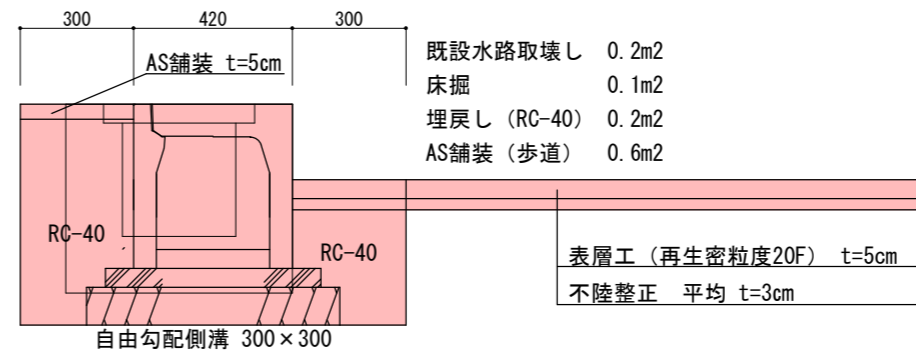 300 420 300
AS舗装 t=5cm
既設水路取壊し 0.2m2
床掘 0.1m2
埋戻し（RC-40） 0.2m2
AS舗装（歩道） 0.6m2
RC-40
RC-40
表層工（再生密粒度20F） t=5cm
不陸整正 平均 t=3cm
自由勾配側溝 300×300